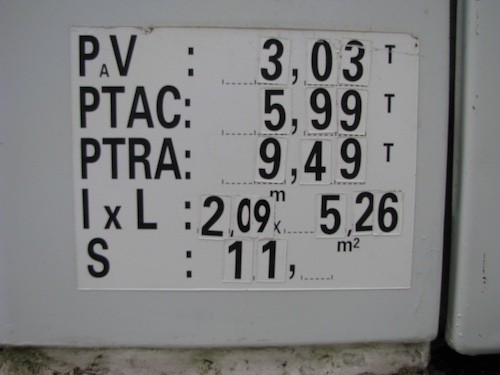 PAV : 3,03 T
PTAC: 5,99 T
PTRA: 9,49 T
m
l x L : 2,09 x 5,26
S : 11, m²